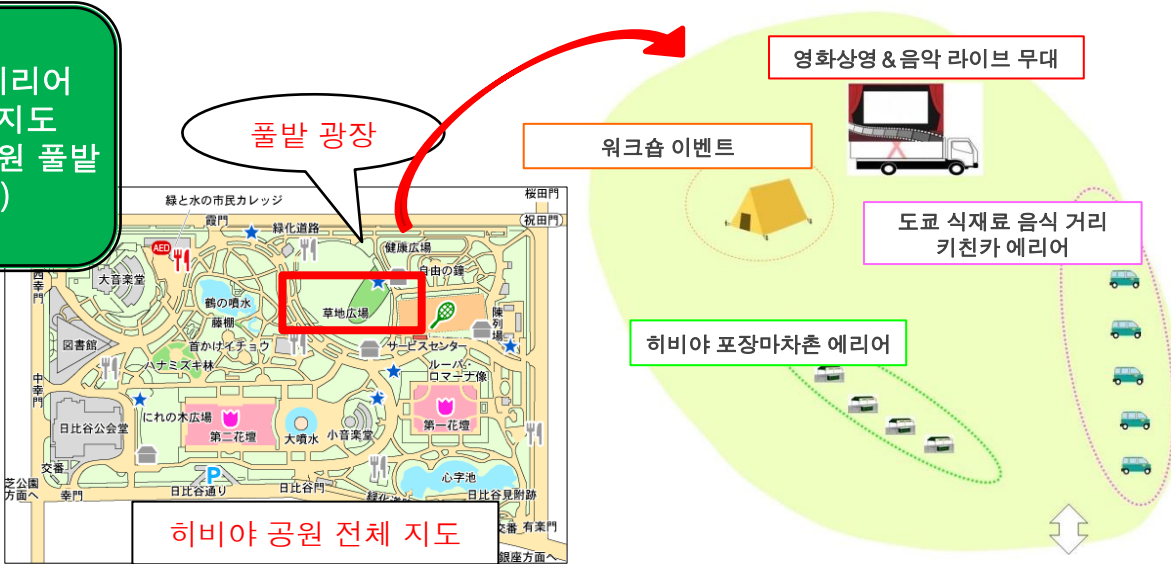 에리어
지도
원 풀밭
)
풀밭 광장
영화상영＆음악 라이브 무대
워크숍 이벤트
도쿄 식재료 음식 거리
키친카 에리어
히비야 포장마차촌 에리어
緑と水の市民カレッジ
桜田門
霞門
緑化道路
祝田門
AED
健康広場
西幸門
大音楽堂
自由の鐘
鶴の噴水
草地広場
陳列場
藤棚
図書館
首かけイチョウ
サービスセンター
ハナミズキ林
ルーパ・
ロマーナ像
中幸門
にれの木広場
日比谷公会堂
第二花壇
大噴水
小音楽堂
第一花壇
交番
P
心字池
芝公園
方面へ
幸門
日比谷通り
日比谷門
日比谷見附跡
히비야 공원 전체 지도
交番
有楽門
銀座方面へ